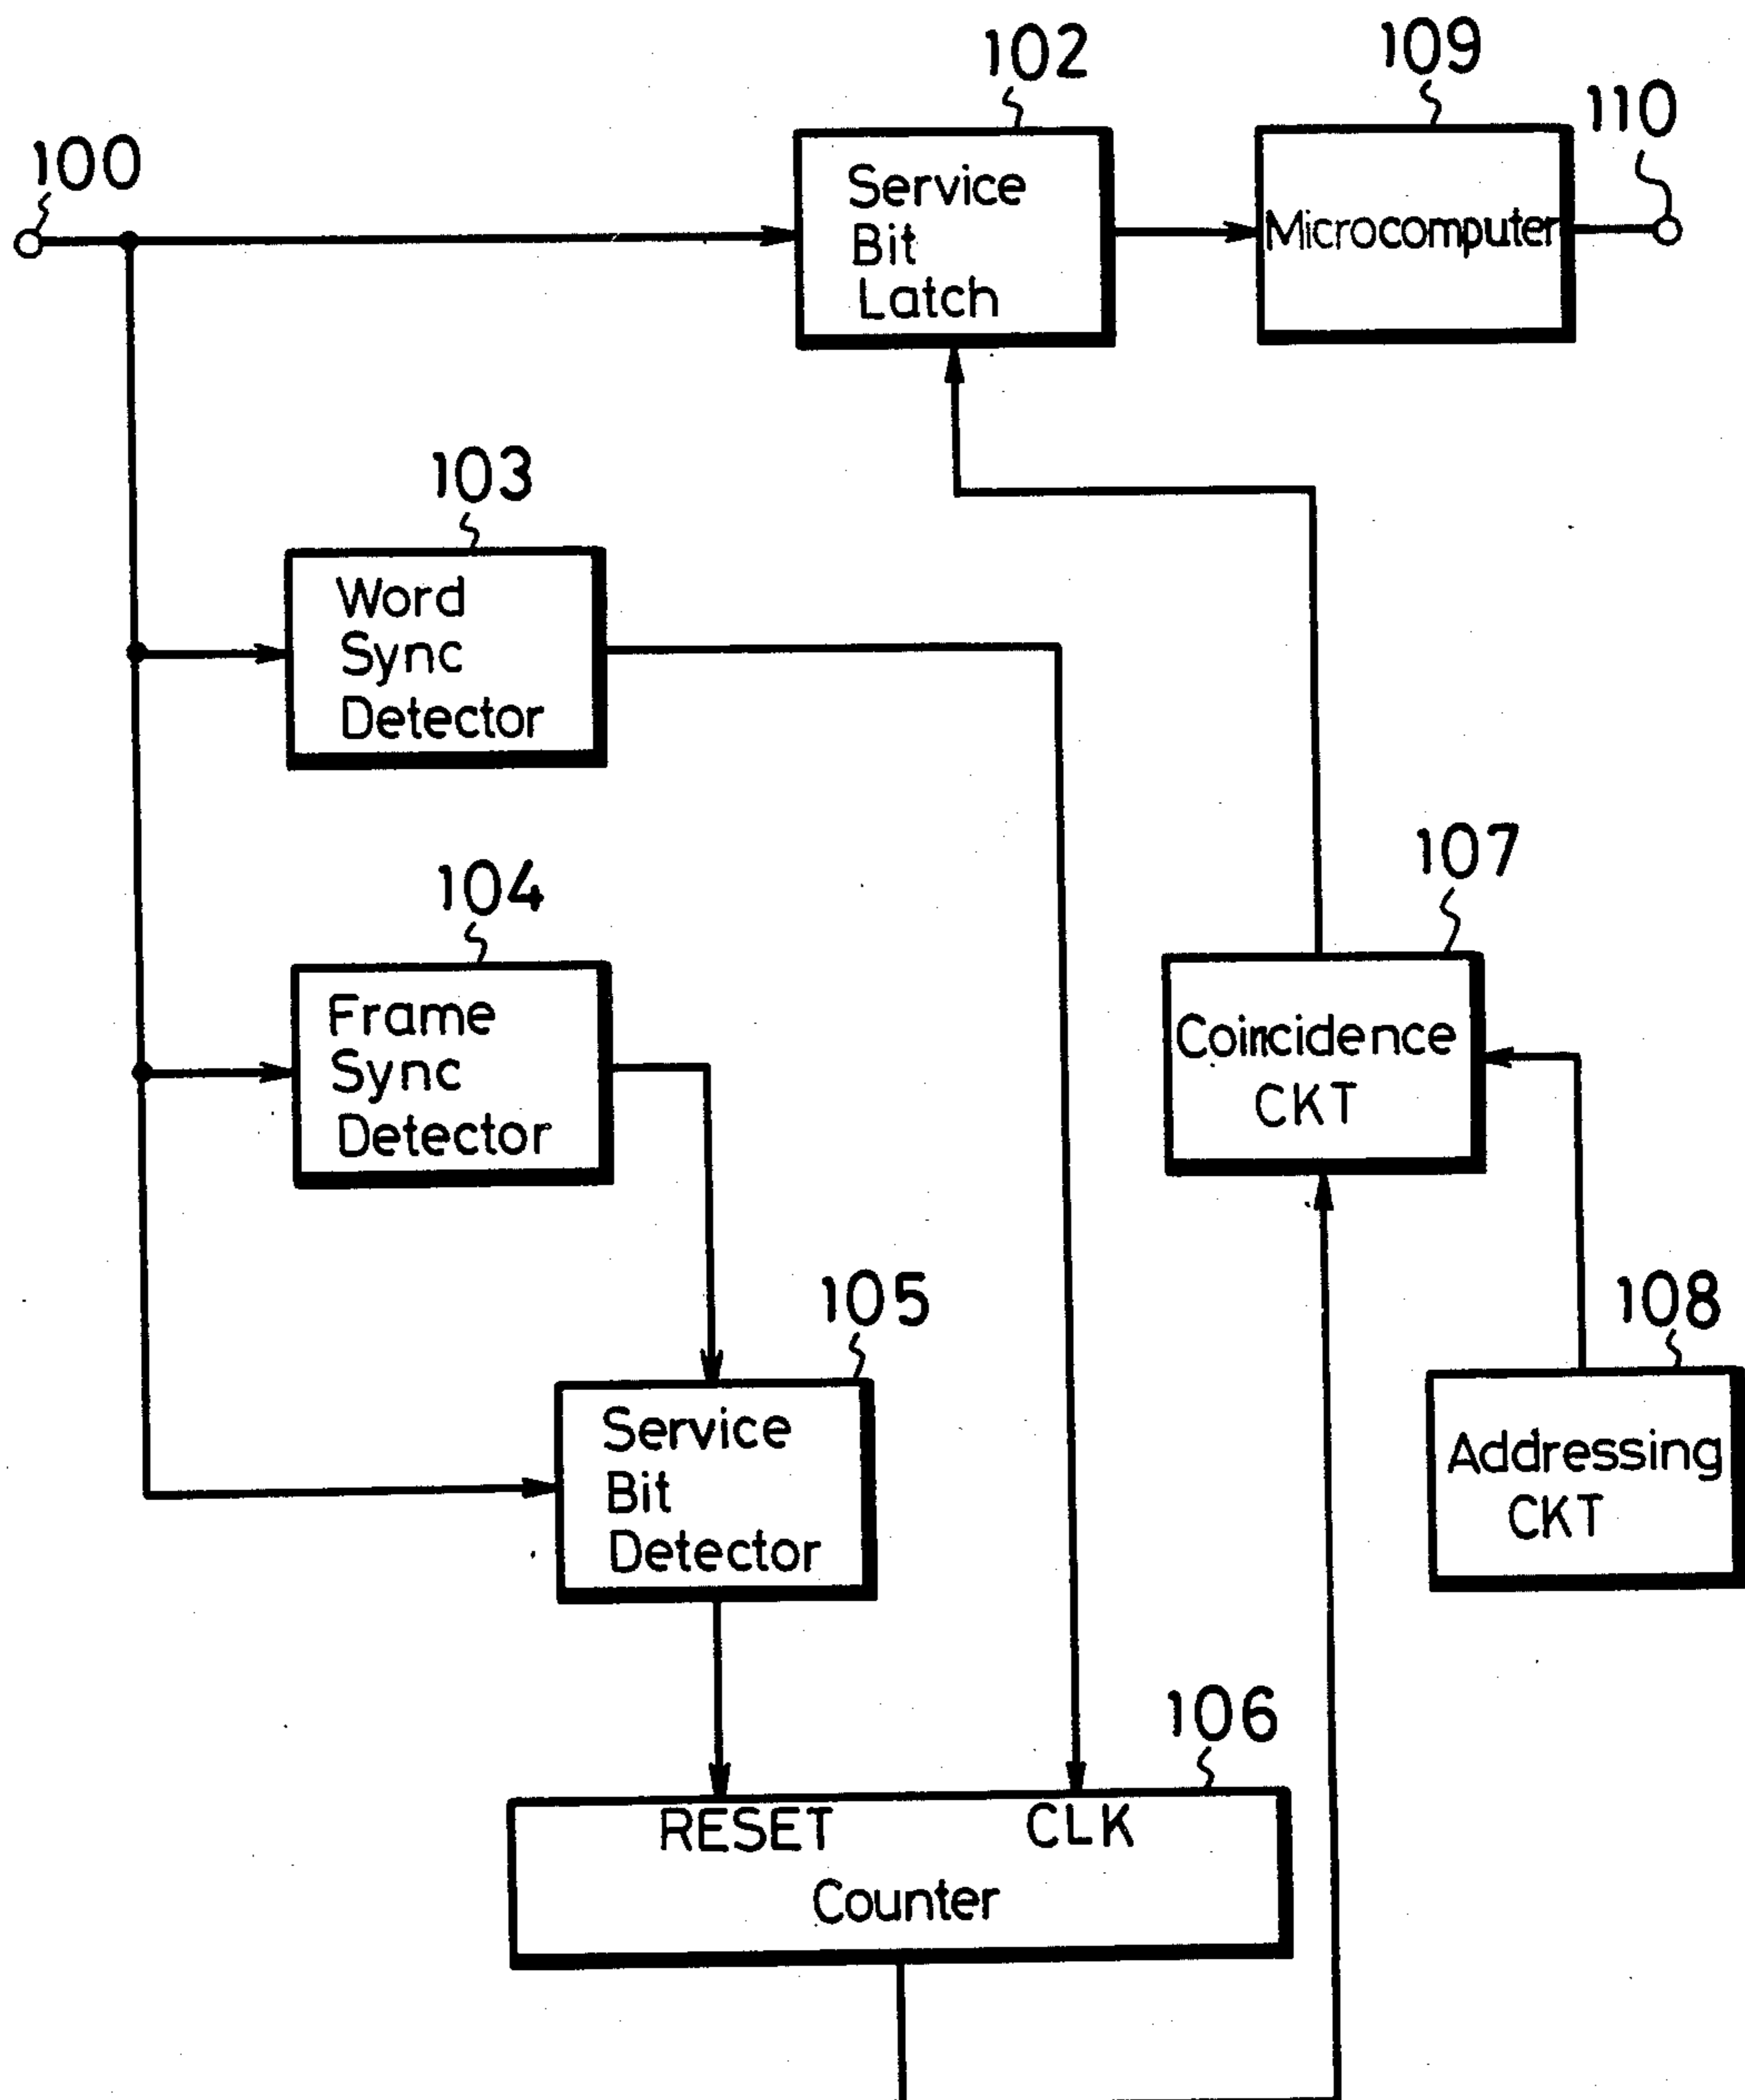 102
109
110
100
Service
Bit
Latch
Microcomputer
103
Word
Sync
Detector
107
104
Frame
Sync
Detector
Coincidence
CKT
105
108
Service
Bit
Detector
Addressing
CKT
106
RESET CLK
Counter